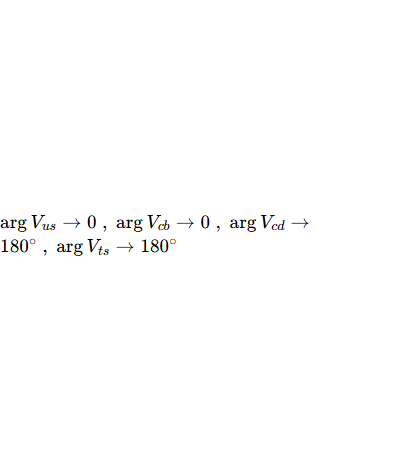 arg V_{us} → 0 , arg V_{cb} → 0 , arg V_{cd} →
180° , arg V_{ts} → 180°